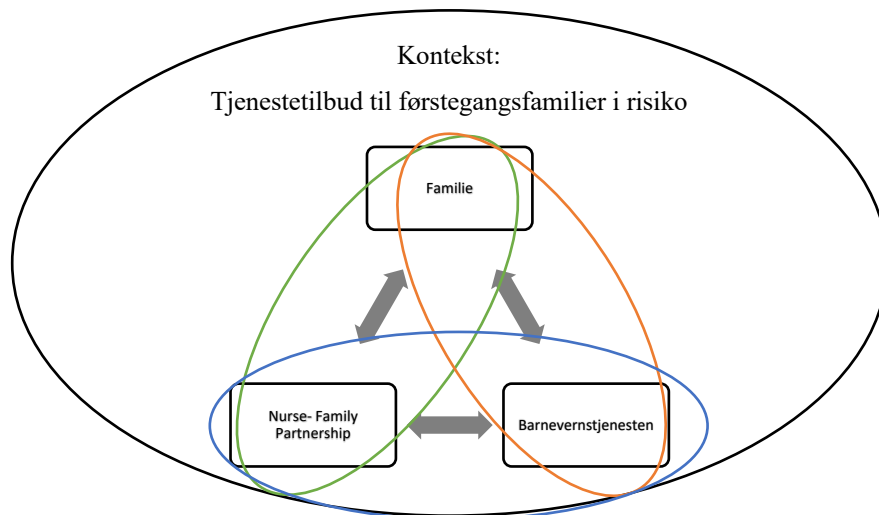 Kontekst:
Tjenestetilbud til førstegangsfamilier i risiko
Familie
Nurse- Family
Partnership
Barnevernstjenesten